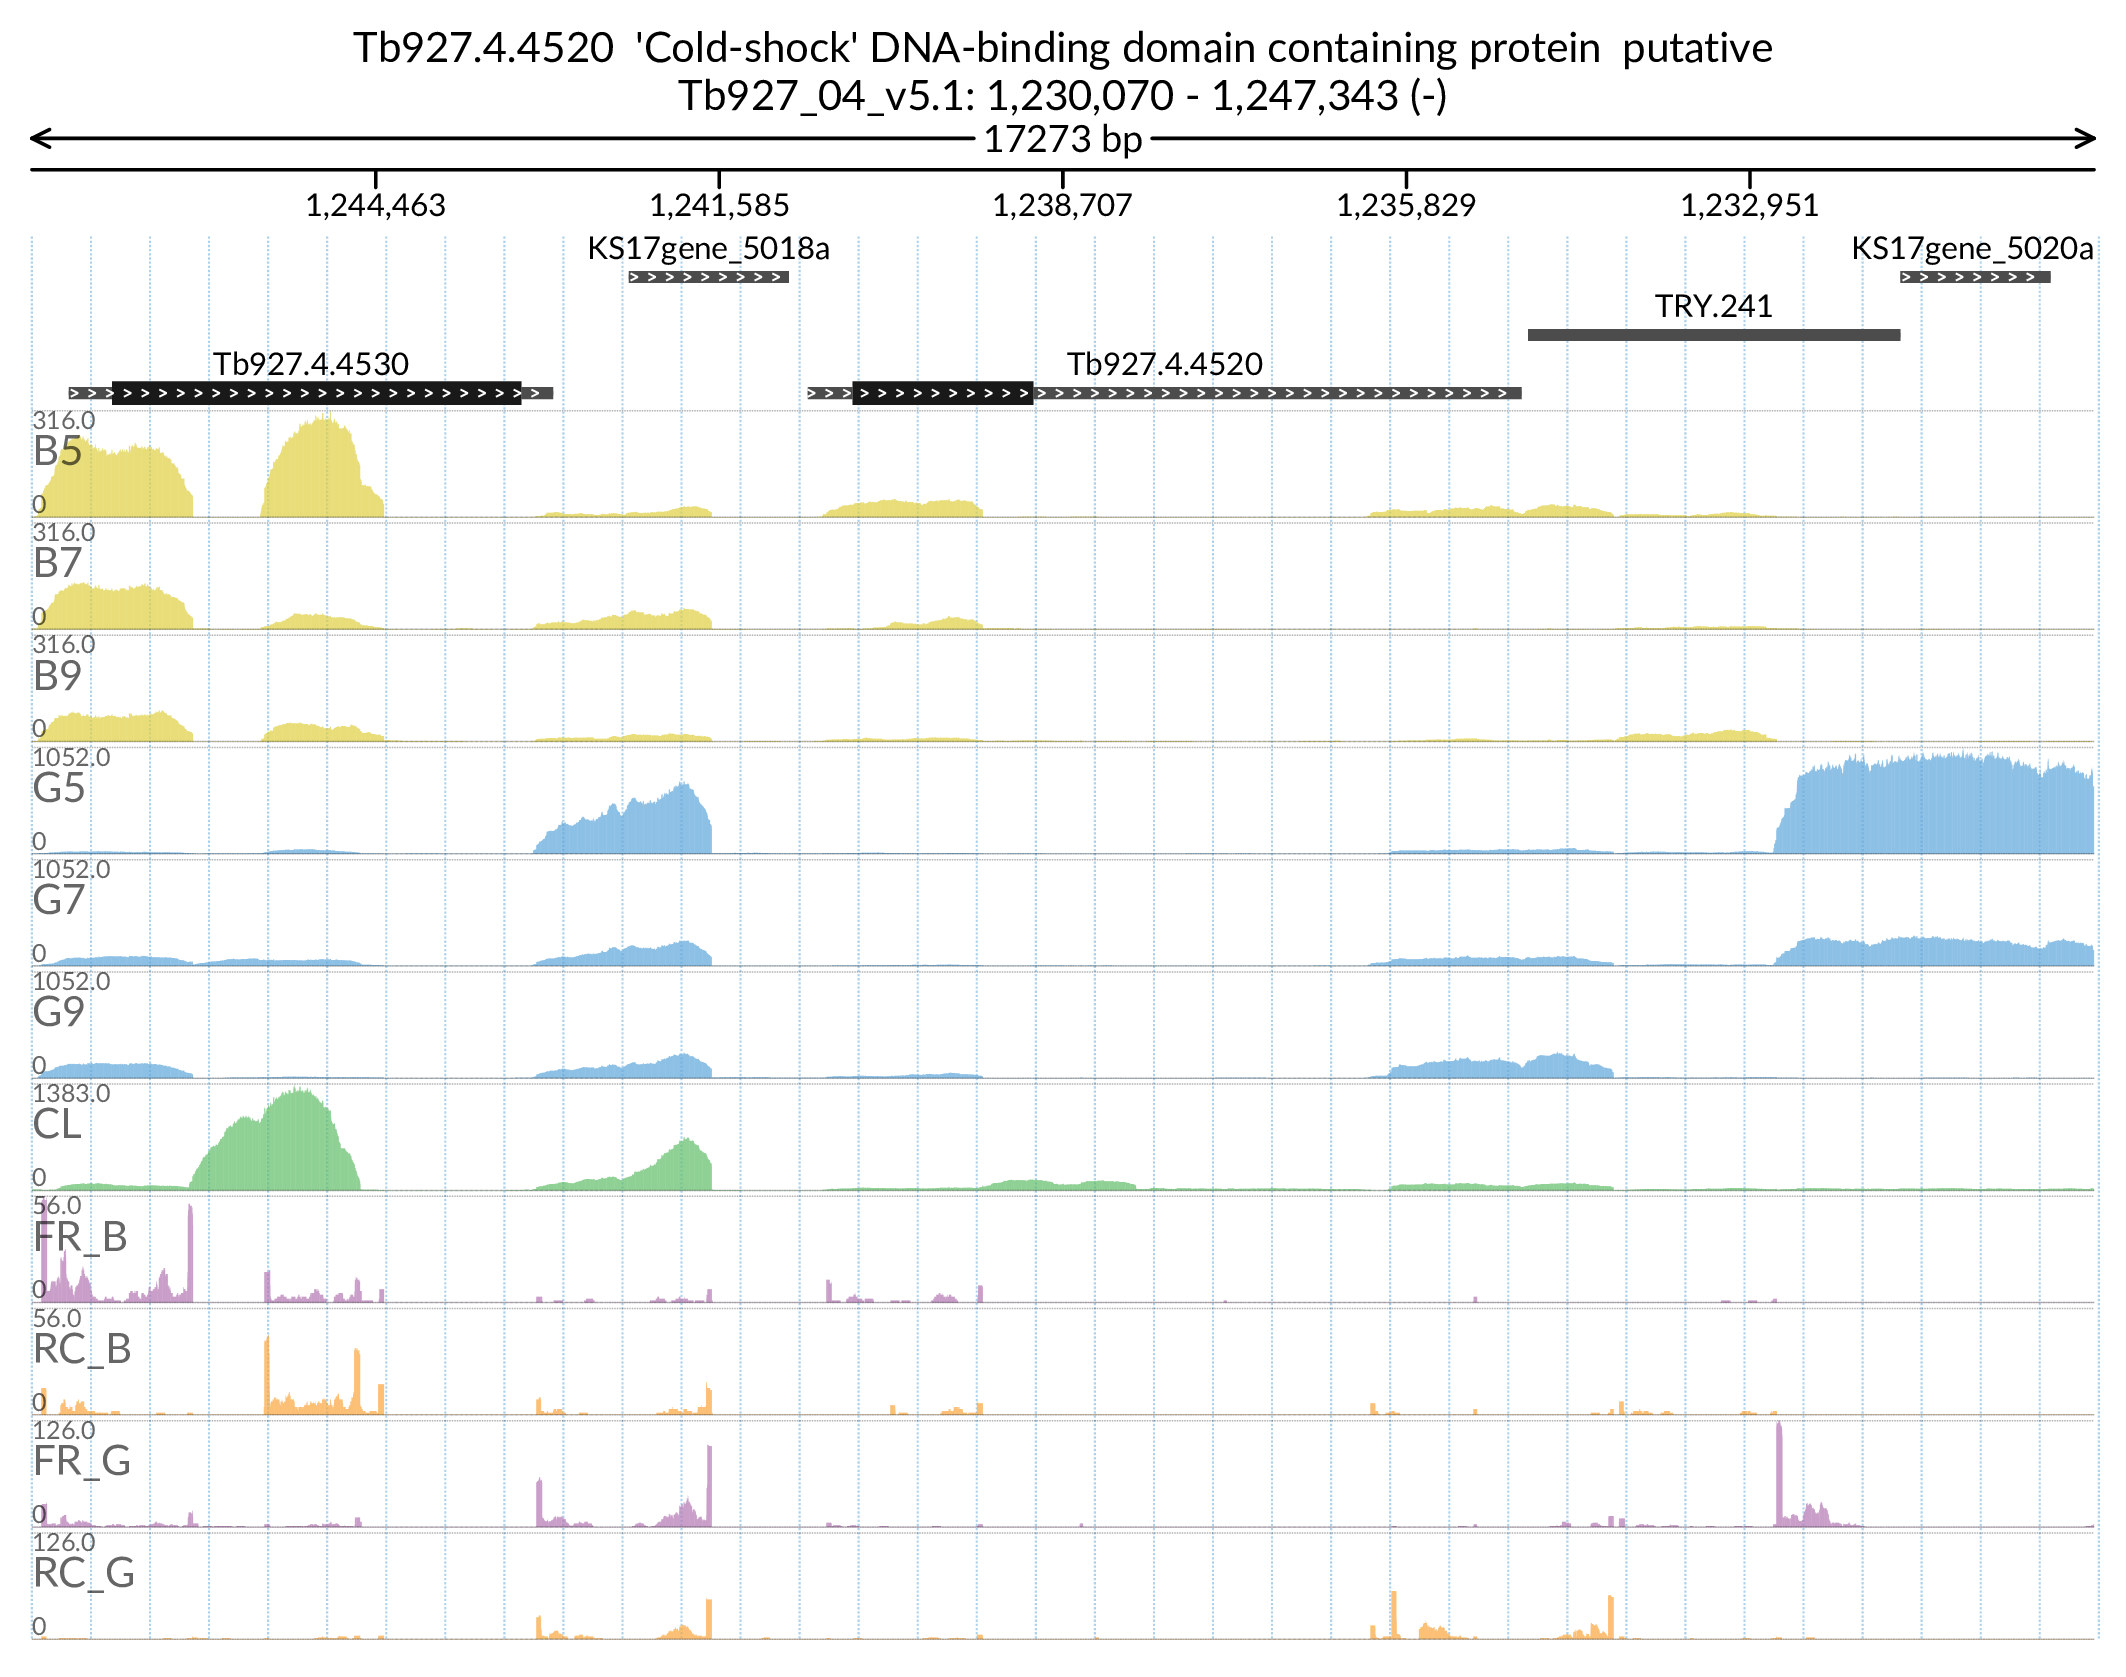 Tb927.4.4520  'Cold-shock' DNA-binding domain containing protein  putative
Tb927_04_v5.1: 1,230,070 - 1,247,343 (-)
17273 bp
1,244,463 1,241,585 1,238,707 1,235,829 1,232,951
KS17gene_5018a KS17gene_5020a
TRY.241
Tb927.4.4530 Tb927.4.4520
316.0
B5
0
316.0
B7
0
316.0
B9
0
1052.0
G5
0
1052.0
G7
0
1052.0
G9
0
1383.0
CL
0
56.0
FR_B
0
56.0
RC_B
0
126.0
FR_G
0
126.0
RC_G
0